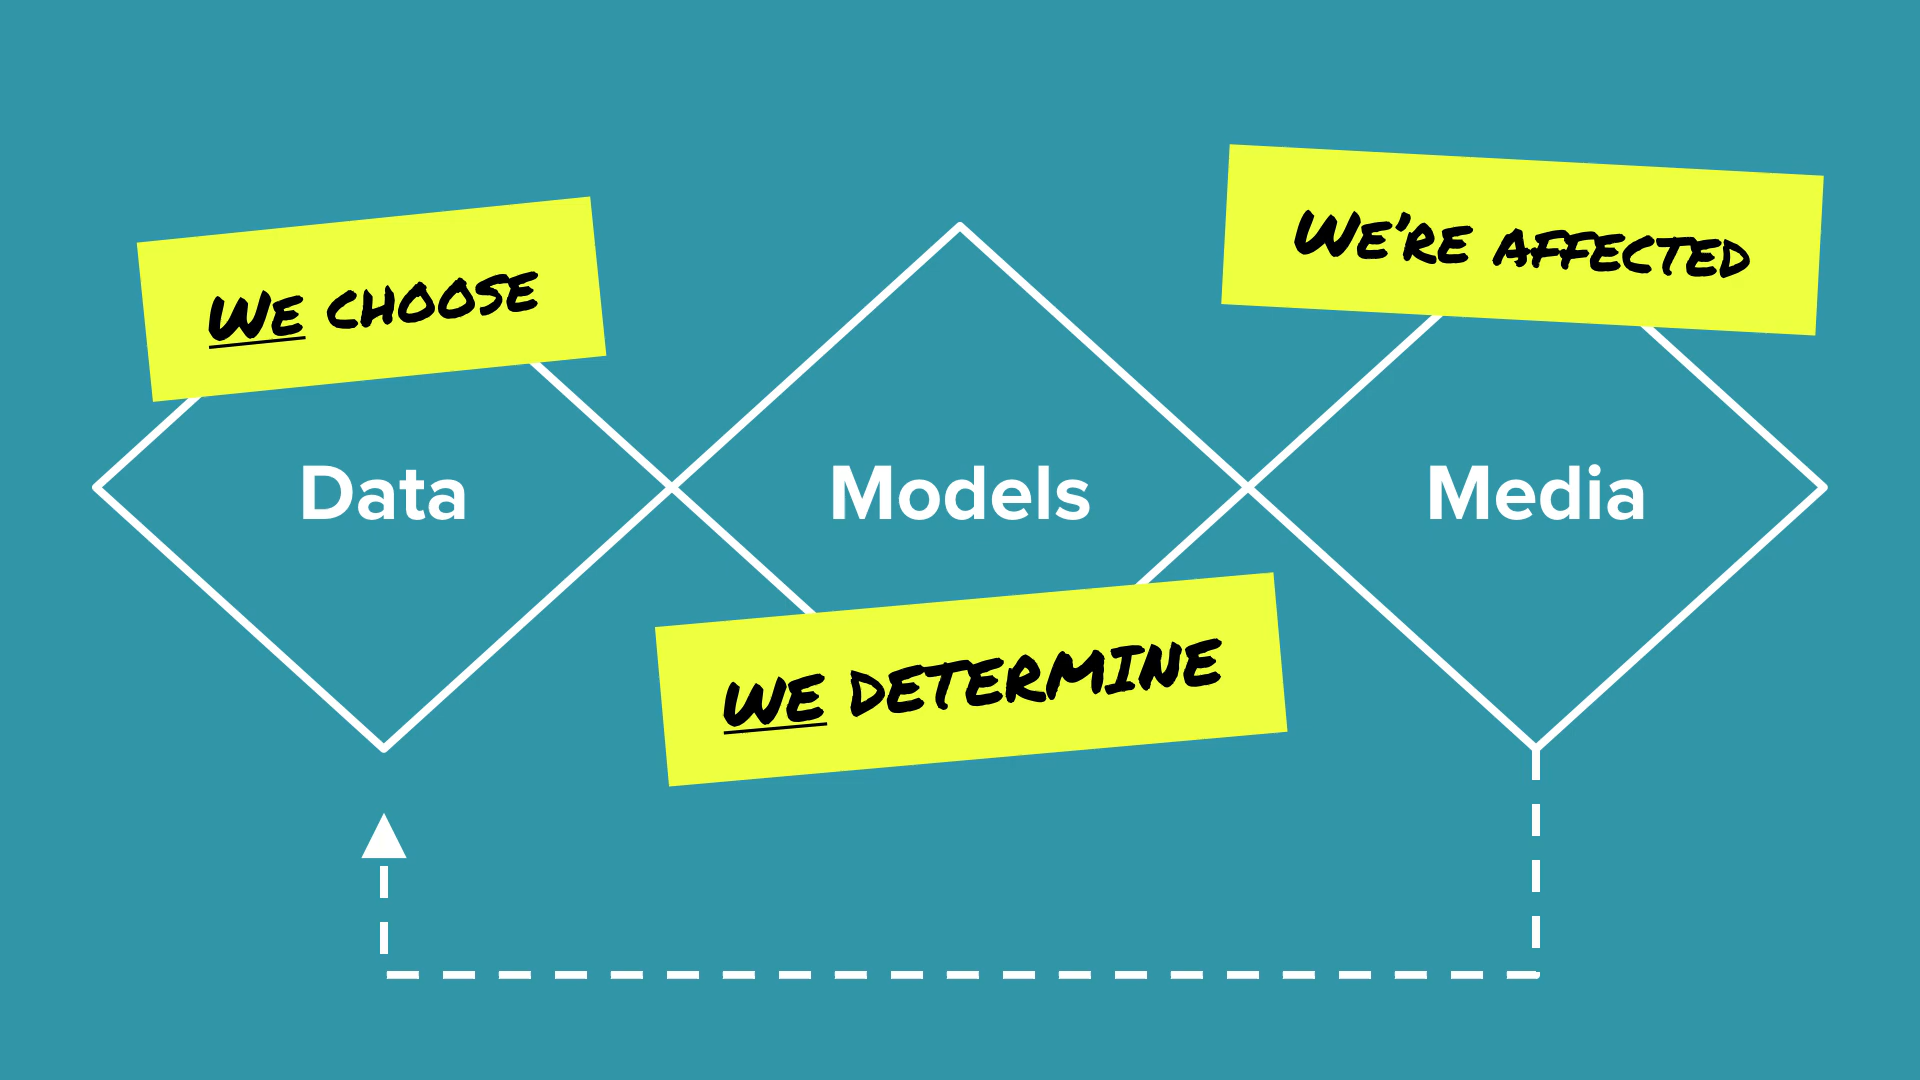 We choose
We're affected
Data
Models
Media
We determine